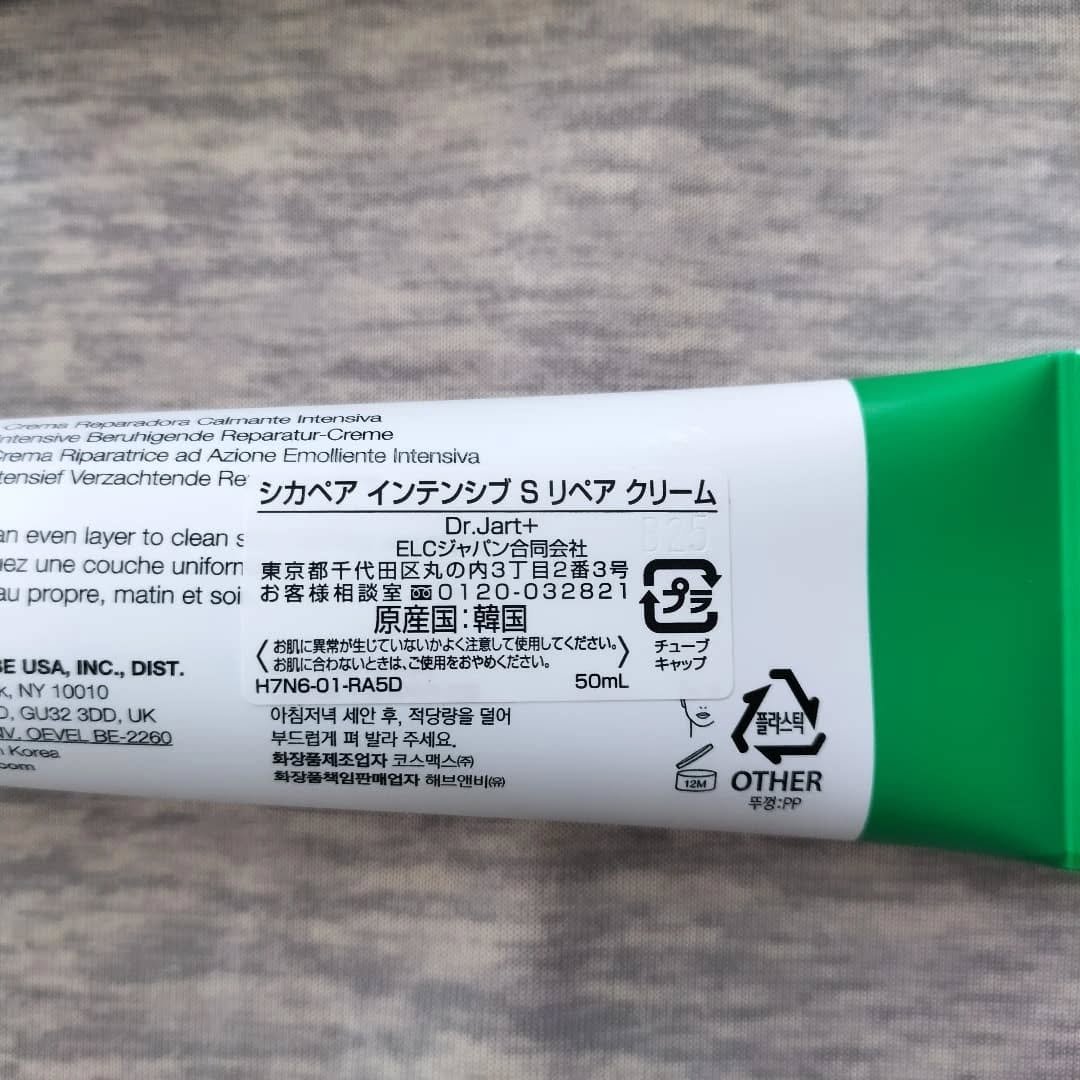 Crema Reparadora Calmante Intensiva
Intensive Beruhigende Reparatur-Creme
Crema Riparatrice ad Azione Emolliente Intensiva
Verzachtende
シカペア インテンシブ S リペア クリーム
Dr.Jart+
B25
ELCジャパン合同会社
東京都千代田区丸の内3丁目2番3号
お客様相談室 0120-032821
原産国:韓国
〈お肌に異常が生じていないかよく注意して使用してください。
お肌に合わないときは、ご使用をおやめください。〉
H7N6-01-RA5D 50mL
プラ
チューブ
キャップ
an even layer to clean
une couche uniform
au propre, matin et soi
USA, INC., DIST.
NY 10010
GU32 3DD, UK
OEVEL BE-2260
Korea
com
아침저녁 세안 후, 적당량을 덜어
부드럽게 펴 발라 주세요.
화장품제조업자 코스맥스㈜
화장품책임판매업자 해브앤비㈲
12M
플라스틱
OTHER
뚜껑:PP